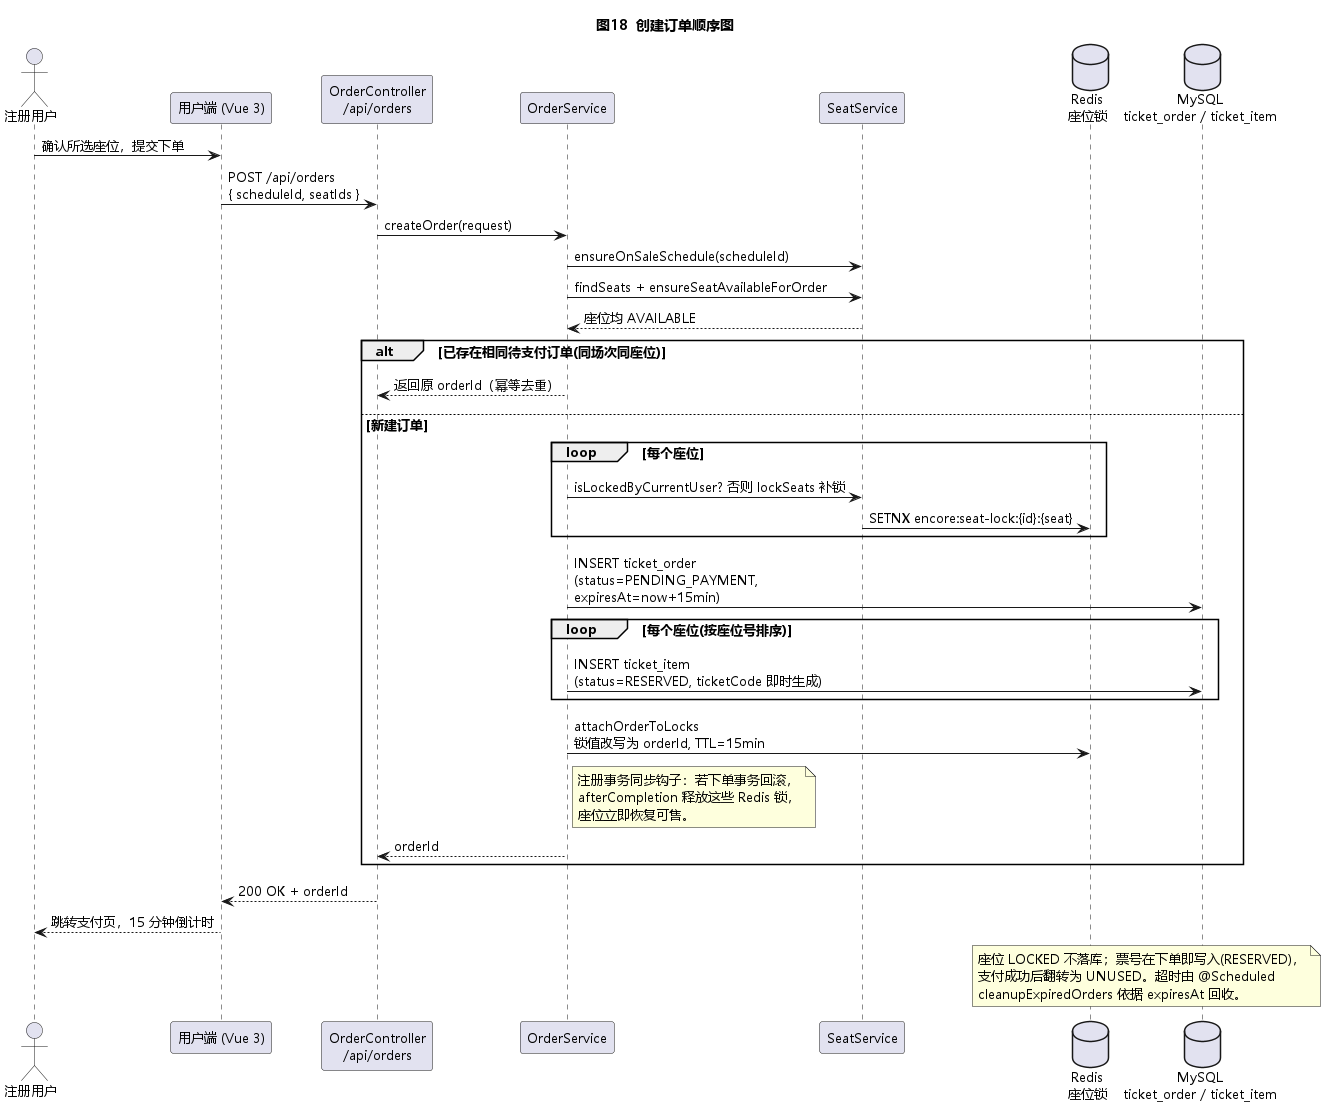 图18 创建订单顺序图
注册用户
用户端 (Vue 3)
OrderController
/api/orders
OrderService
SeatService
Redis
座位锁
MySQL
ticket_order / ticket_item
确认所选座位，提交下单
POST /api/orders
{ scheduleId, seatIds }
createOrder(request)
ensureOnSaleSchedule(scheduleId)
findSeats + ensureSeatAvailableForOrder
座位均 AVAILABLE
alt [已存在相同待支付订单(同场次同座位)]
返回原 orderId（幂等去重）
[新建订单]
loop [每个座位]
isLockedByCurrentUser? 否则 lockSeats 补锁
SETNX encore:seat-lock:{id}:{seat}
INSERT ticket_order
(status=PENDING_PAYMENT,
expiresAt=now+15min)
loop [每个座位(按座位号排序)]
INSERT ticket_item
(status=RESERVED, ticketCode 即时生成)
attachOrderToLocks
锁值改写为 orderId, TTL=15min
注册事务同步钩子：若下单事务回滚，
afterCompletion 释放这些 Redis 锁，
座位立即恢复可售。
orderId
200 OK + orderId
跳转支付页，15 分钟倒计时
座位 LOCKED 不落库；票号在下单即写入(RESERVED)，
支付成功后翻转为 UNUSED。超时由 @Scheduled
cleanupExpiredOrders 依据 expiresAt 回收。
注册用户
用户端 (Vue 3)
OrderController
/api/orders
OrderService
SeatService
Redis
座位锁
MySQL
ticket_order / ticket_item